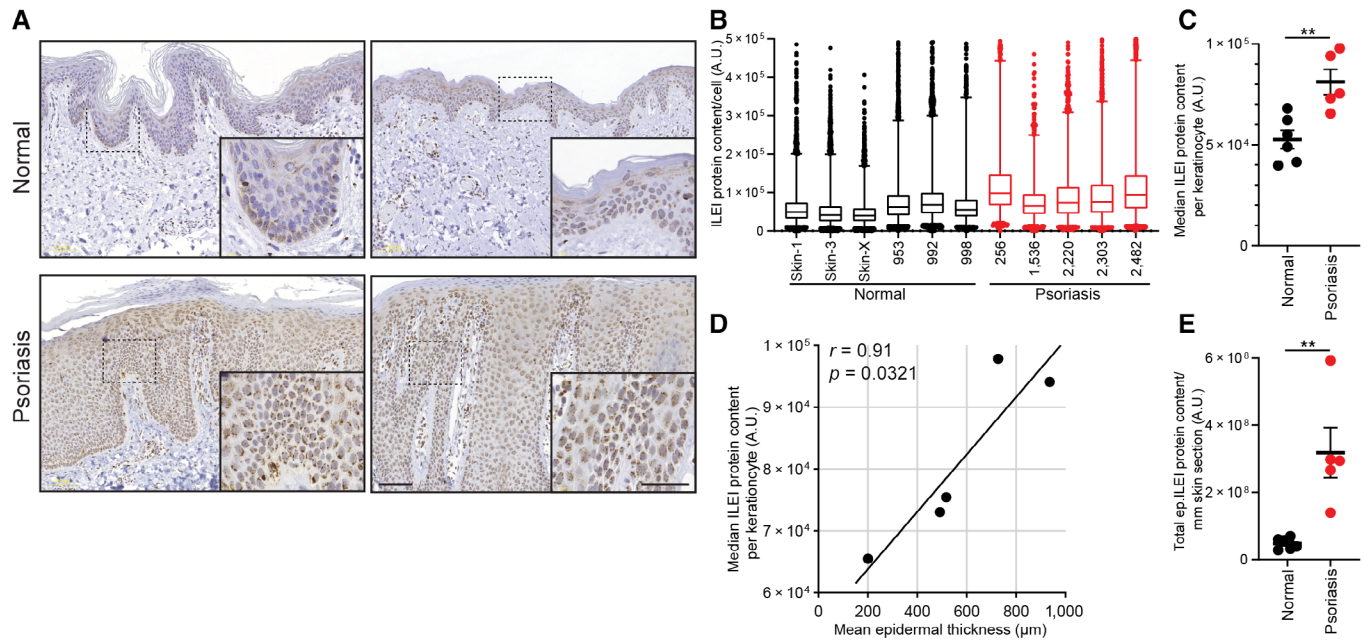 A
Normal
Psoriasis
B
ILEI protein content/cell (A.U.)
5 × 10⁵
4 × 10⁵
3 × 10⁵
2 × 10⁵
1 × 10⁵
0
Skin-1
Skin-3
Skin-X
953
992
998
256
1,536
2,220
2,303
2,482
Normal
Psoriasis
C
Median ILEI protein content
per keratinocyte (A.U.)
1 × 10⁵
5 × 10⁴
0
**
Normal
Psoriasis
D
r = 0.91
p = 0.0321
Median ILEI protein content
per kerationocyte (A.U.)
1 × 10⁵
9 × 10⁴
8 × 10⁴
7 × 10⁴
6 × 10⁴
0
200
400
600
800
1,000
Mean epidermal thickness (μm)
E
Total ep.ILEI protein content/
mm skin section (A.U.)
6 × 10⁸
4 × 10⁸
2 × 10⁸
0
**
Normal
Psoriasis